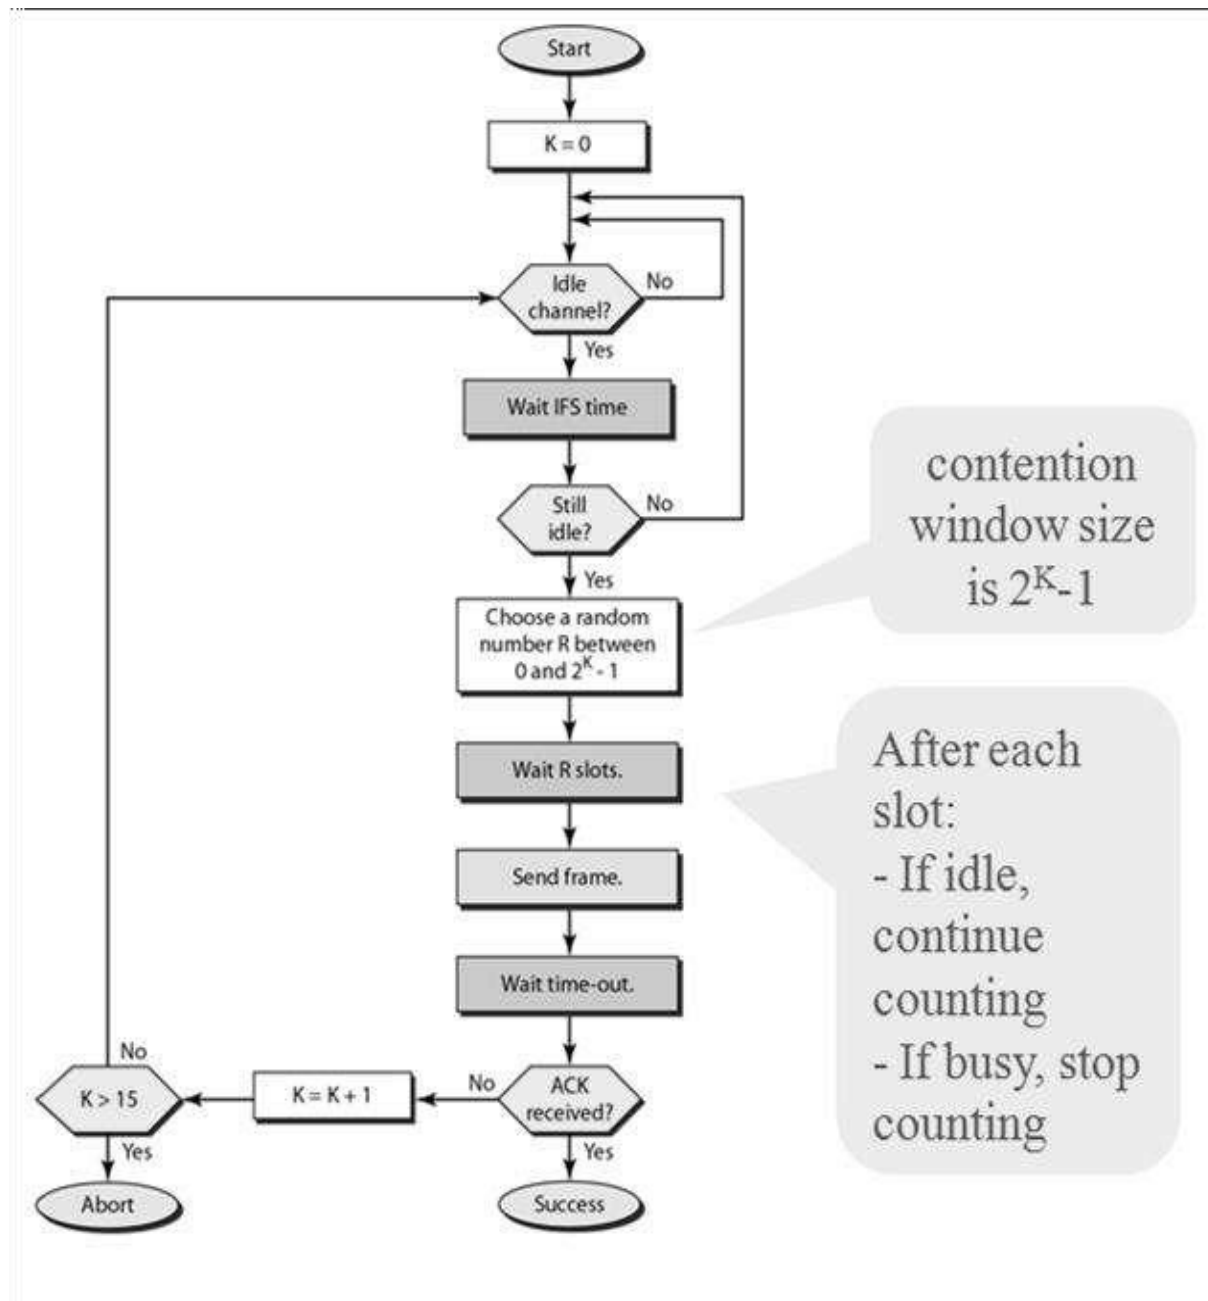 Start
K = 0
Idle
channel?
No
Yes
Wait IFS time
Still
idle?
No
Yes
Choose a random
number R between
0 and 2^K - 1
contention
window size
is 2^K-1
Wait R slots.
After each
slot:
- If idle,
continue
counting
- If busy, stop
counting
Send frame.
Wait time-out.
ACK
received?
No
Yes
K = K + 1
K > 15
No
Yes
Abort
Success